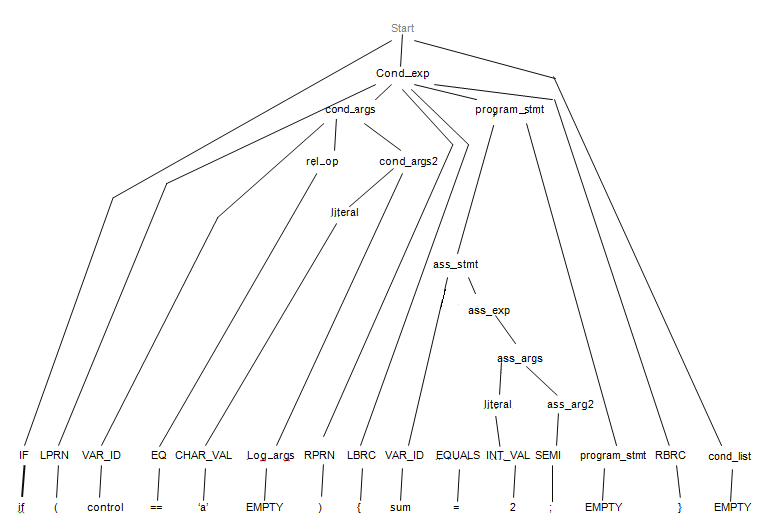 Start
Cond_exp
cond_args program_stmt
rel_op cond_args2
literal
ass_stmt
ass_exp
ass_args
literal ass_arg2
IF LPRN VAR_ID EQ CHAR_VAL Log_args RPRN LBRC VAR_ID EQUALS INT_VAL SEMI program_stmt RBRC cond_list
if ( control == ‘a’ EMPTY ) { sum = 2 ; EMPTY } EMPTY